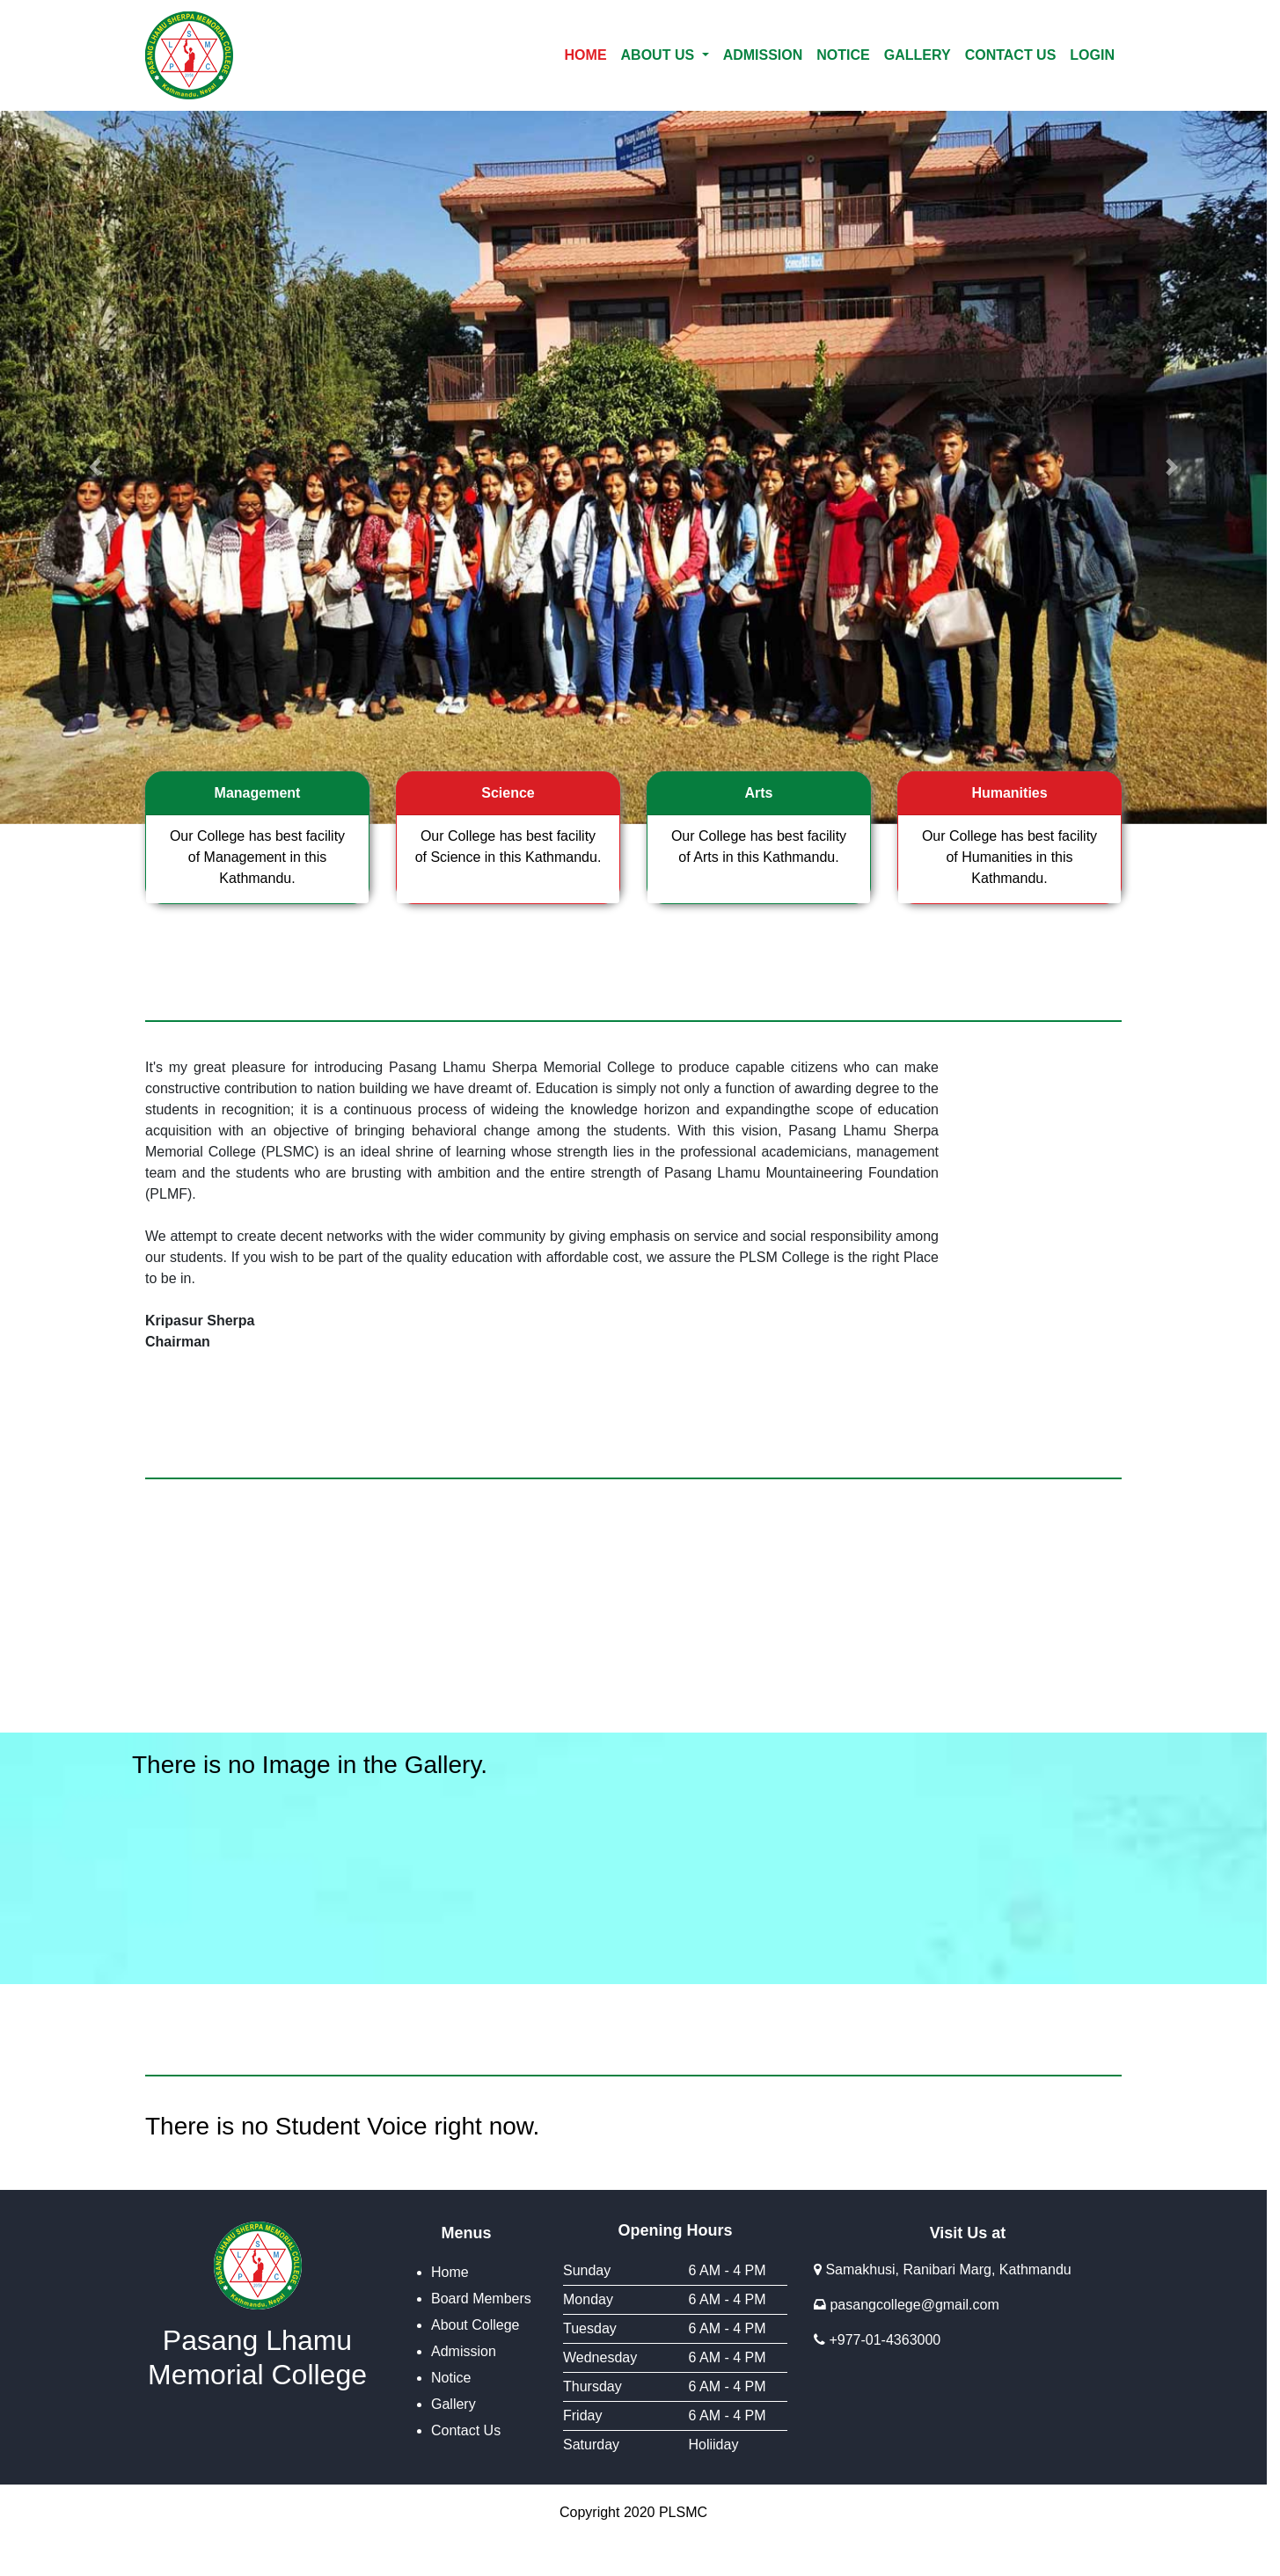 PASANG LHAMU SHERPA MEMORIAL COLLEGE
S
L M
P C
Kathmandu, Nepal
HOME ABOUT US ADMISSION NOTICE GALLERY CONTACT US LOGIN
Pasang Lhamu Sherpa
Management
Our College has best facility
of Management in this
Kathmandu.
Science
Our College has best facility
of Science in this Kathmandu.
Arts
Our College has best facility
of Arts in this Kathmandu.
Humanities
Our College has best facility
of Humanities in this
Kathmandu.
It's my great pleasure for introducing Pasang Lhamu Sherpa Memorial College to produce capable citizens who can make
constructive contribution to nation building we have dreamt of. Education is simply not only a function of awarding degree to the
students in recognition; it is a continuous process of wideing the knowledge horizon and expandingthe scope of education
acquisition with an objective of bringing behavioral change among the students. With this vision, Pasang Lhamu Sherpa
Memorial College (PLSMC) is an ideal shrine of learning whose strength lies in the professional academicians, management
team and the students who are brusting with ambition and the entire strength of Pasang Lhamu Mountaineering Foundation
(PLMF).
We attempt to create decent networks with the wider community by giving emphasis on service and social responsibility among
our students. If you wish to be part of the quality education with affordable cost, we assure the PLSM College is the right Place
to be in.
Kripasur Sherpa
Chairman
There is no Image in the Gallery.
There is no Student Voice right now.
PASANG LHAMU SHERPA MEMORIAL COLLEGE
S
L M
P C
Kathmandu, Nepal
Pasang Lhamu
Memorial College
Menus
Home
Board Members
About College
Admission
Notice
Gallery
Contact Us
Opening Hours
Sunday 6 AM - 4 PM
Monday 6 AM - 4 PM
Tuesday 6 AM - 4 PM
Wednesday 6 AM - 4 PM
Thursday 6 AM - 4 PM
Friday 6 AM - 4 PM
Saturday Holiiday
Visit Us at
Samakhusi, Ranibari Marg, Kathmandu
pasangcollege@gmail.com
+977-01-4363000
Copyright 2020 PLSMC